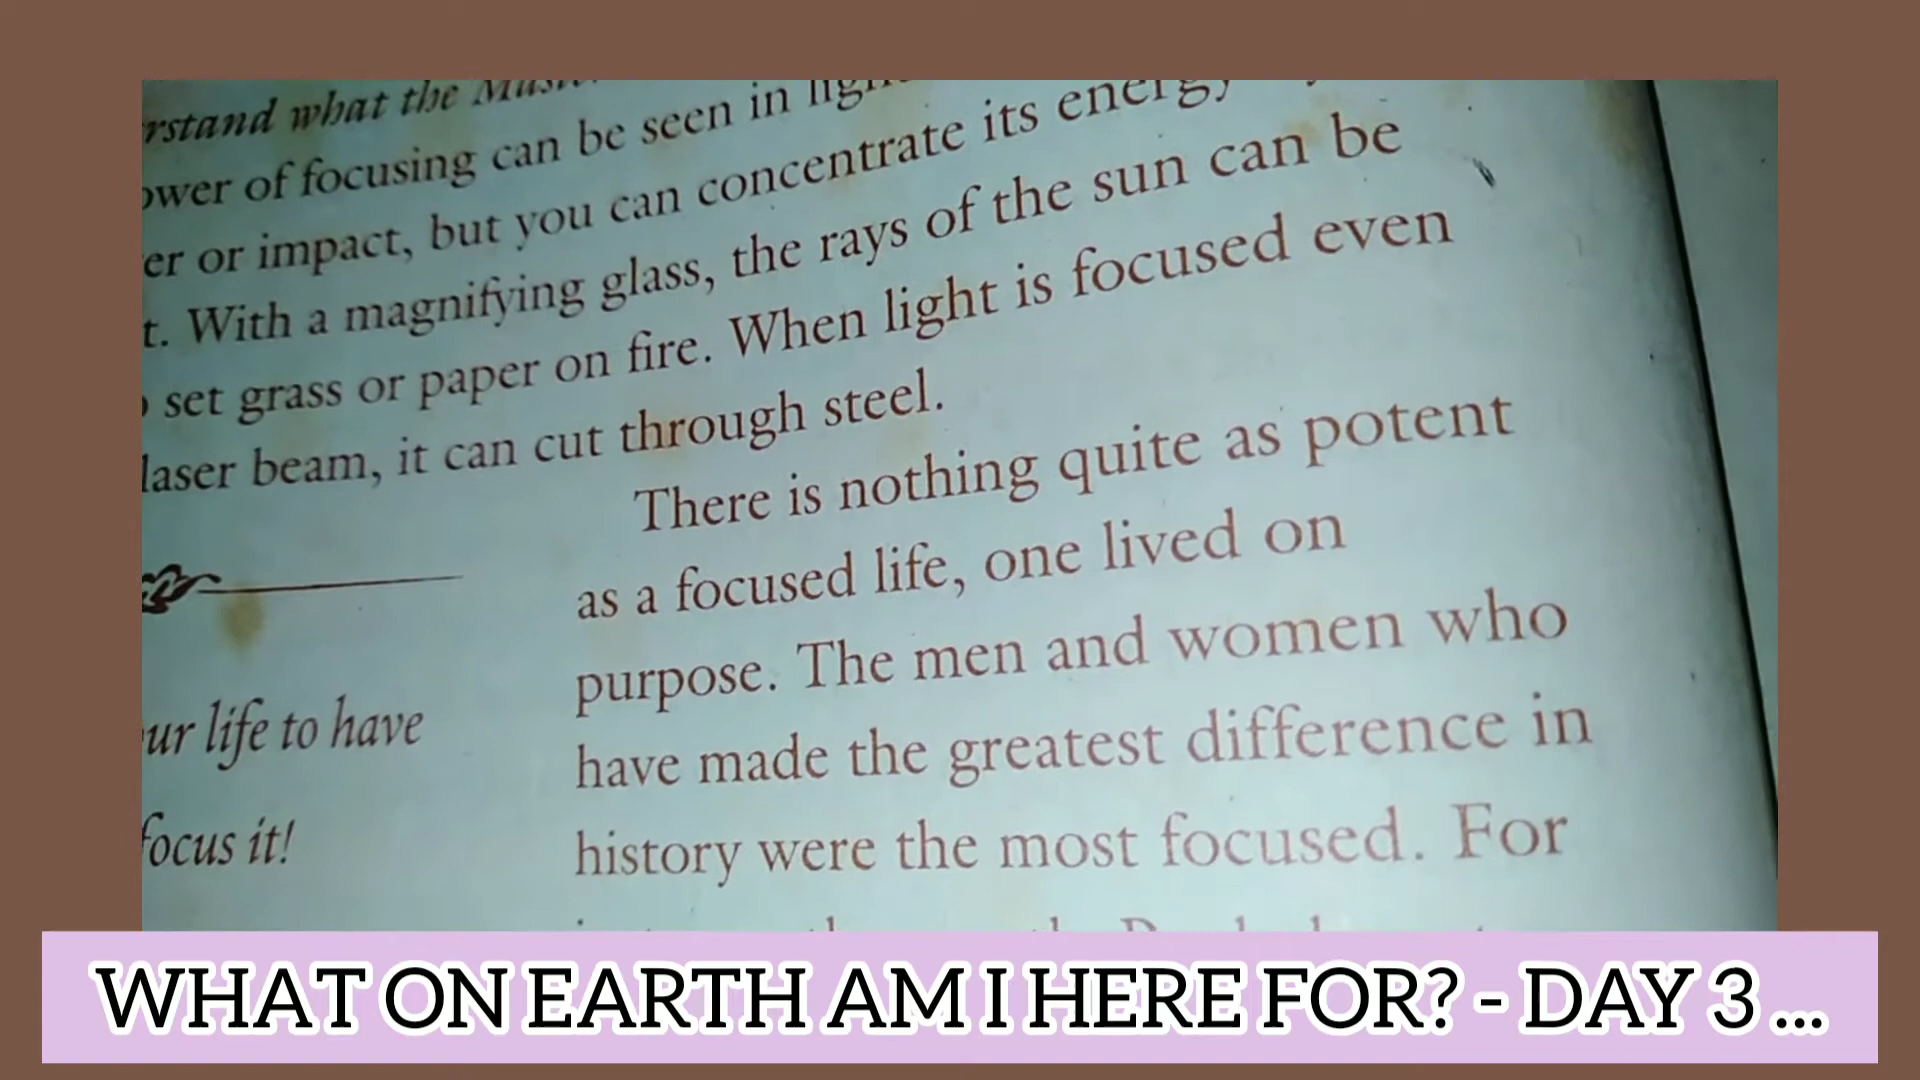 rstand what the
ower of focusing can be seen in
er or impact, but you can concentrate its energy
t. With a magnifying glass, the rays of the sun can be
set grass or paper on fire. When light is focused even
laser beam, it can cut through steel.
There is nothing quite as potent
as a focused life, one lived on
purpose. The men and women who
have made the greatest difference in
history were the most focused. For
ur life to have
focus it!
WHAT ON EARTH AM I HERE FOR? - DAY 3 ...